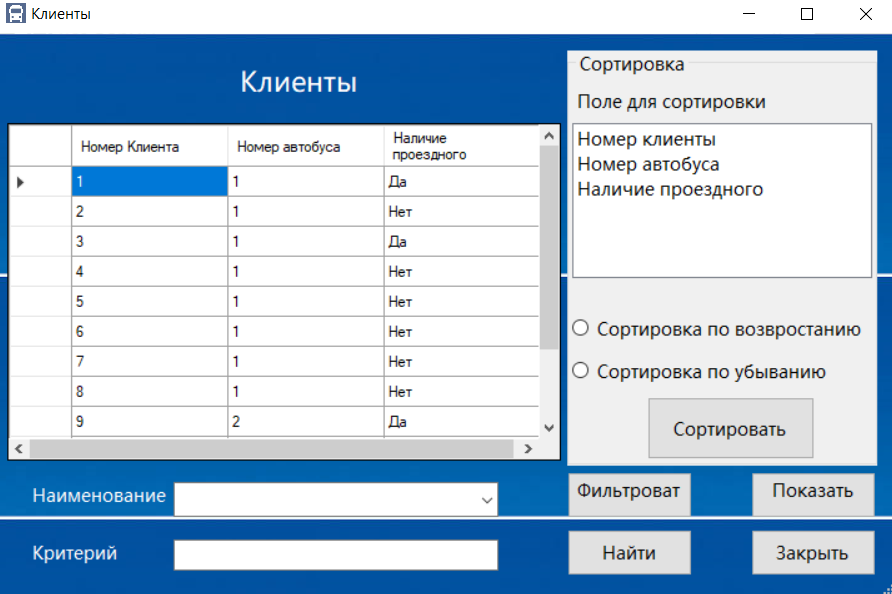 Клиенты
Клиенты
Номер Клиента Номер автобуса Наличие
проездного
1 1 Да
2 1 Нет
3 1 Да
4 1 Нет
5 1 Нет
6 1 Нет
7 1 Нет
8 1 Нет
9 2 Да
Сортировка
Поле для сортировки
Номер клиенты
Номер автобуса
Наличие проездного
Сортировка по возвростанию
Сортировка по убыванию
Сортировать
Наименование
Фильтроват
Показать
Критерий
Найти
Закрыть